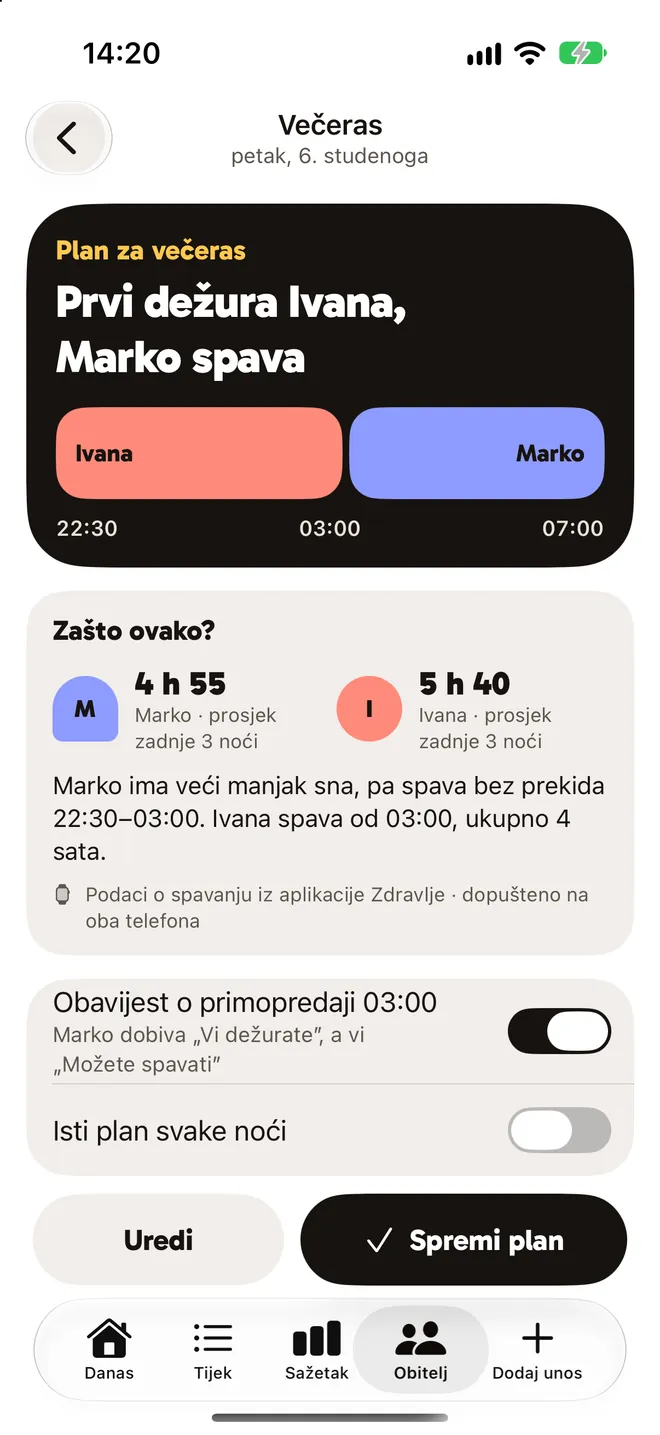 14:20
Večeras
petak, 6. studenoga
Plan za večeras
Prvi dežura Ivana,
Marko spava
Ivana
Marko
22:30
03:00
07:00
Zašto ovako?
M
4 h 55
Marko · prosjek
zadnje 3 noći
I
5 h 40
Ivana · prosjek
zadnje 3 noći
Marko ima veći manjak sna, pa spava bez prekida
22:30–03:00. Ivana spava od 03:00, ukupno 4
sata.
Podaci o spavanju iz aplikacije Zdravlje · dopušteno na
oba telefona
Obavijest o primopredaji 03:00
Marko dobiva „Vi dežurate”, a vi
„Možete spavati”
Isti plan svake noći
Uredi
Spremi plan
Danas
Tijek
Sažetak
Obitelj
Dodaj unos